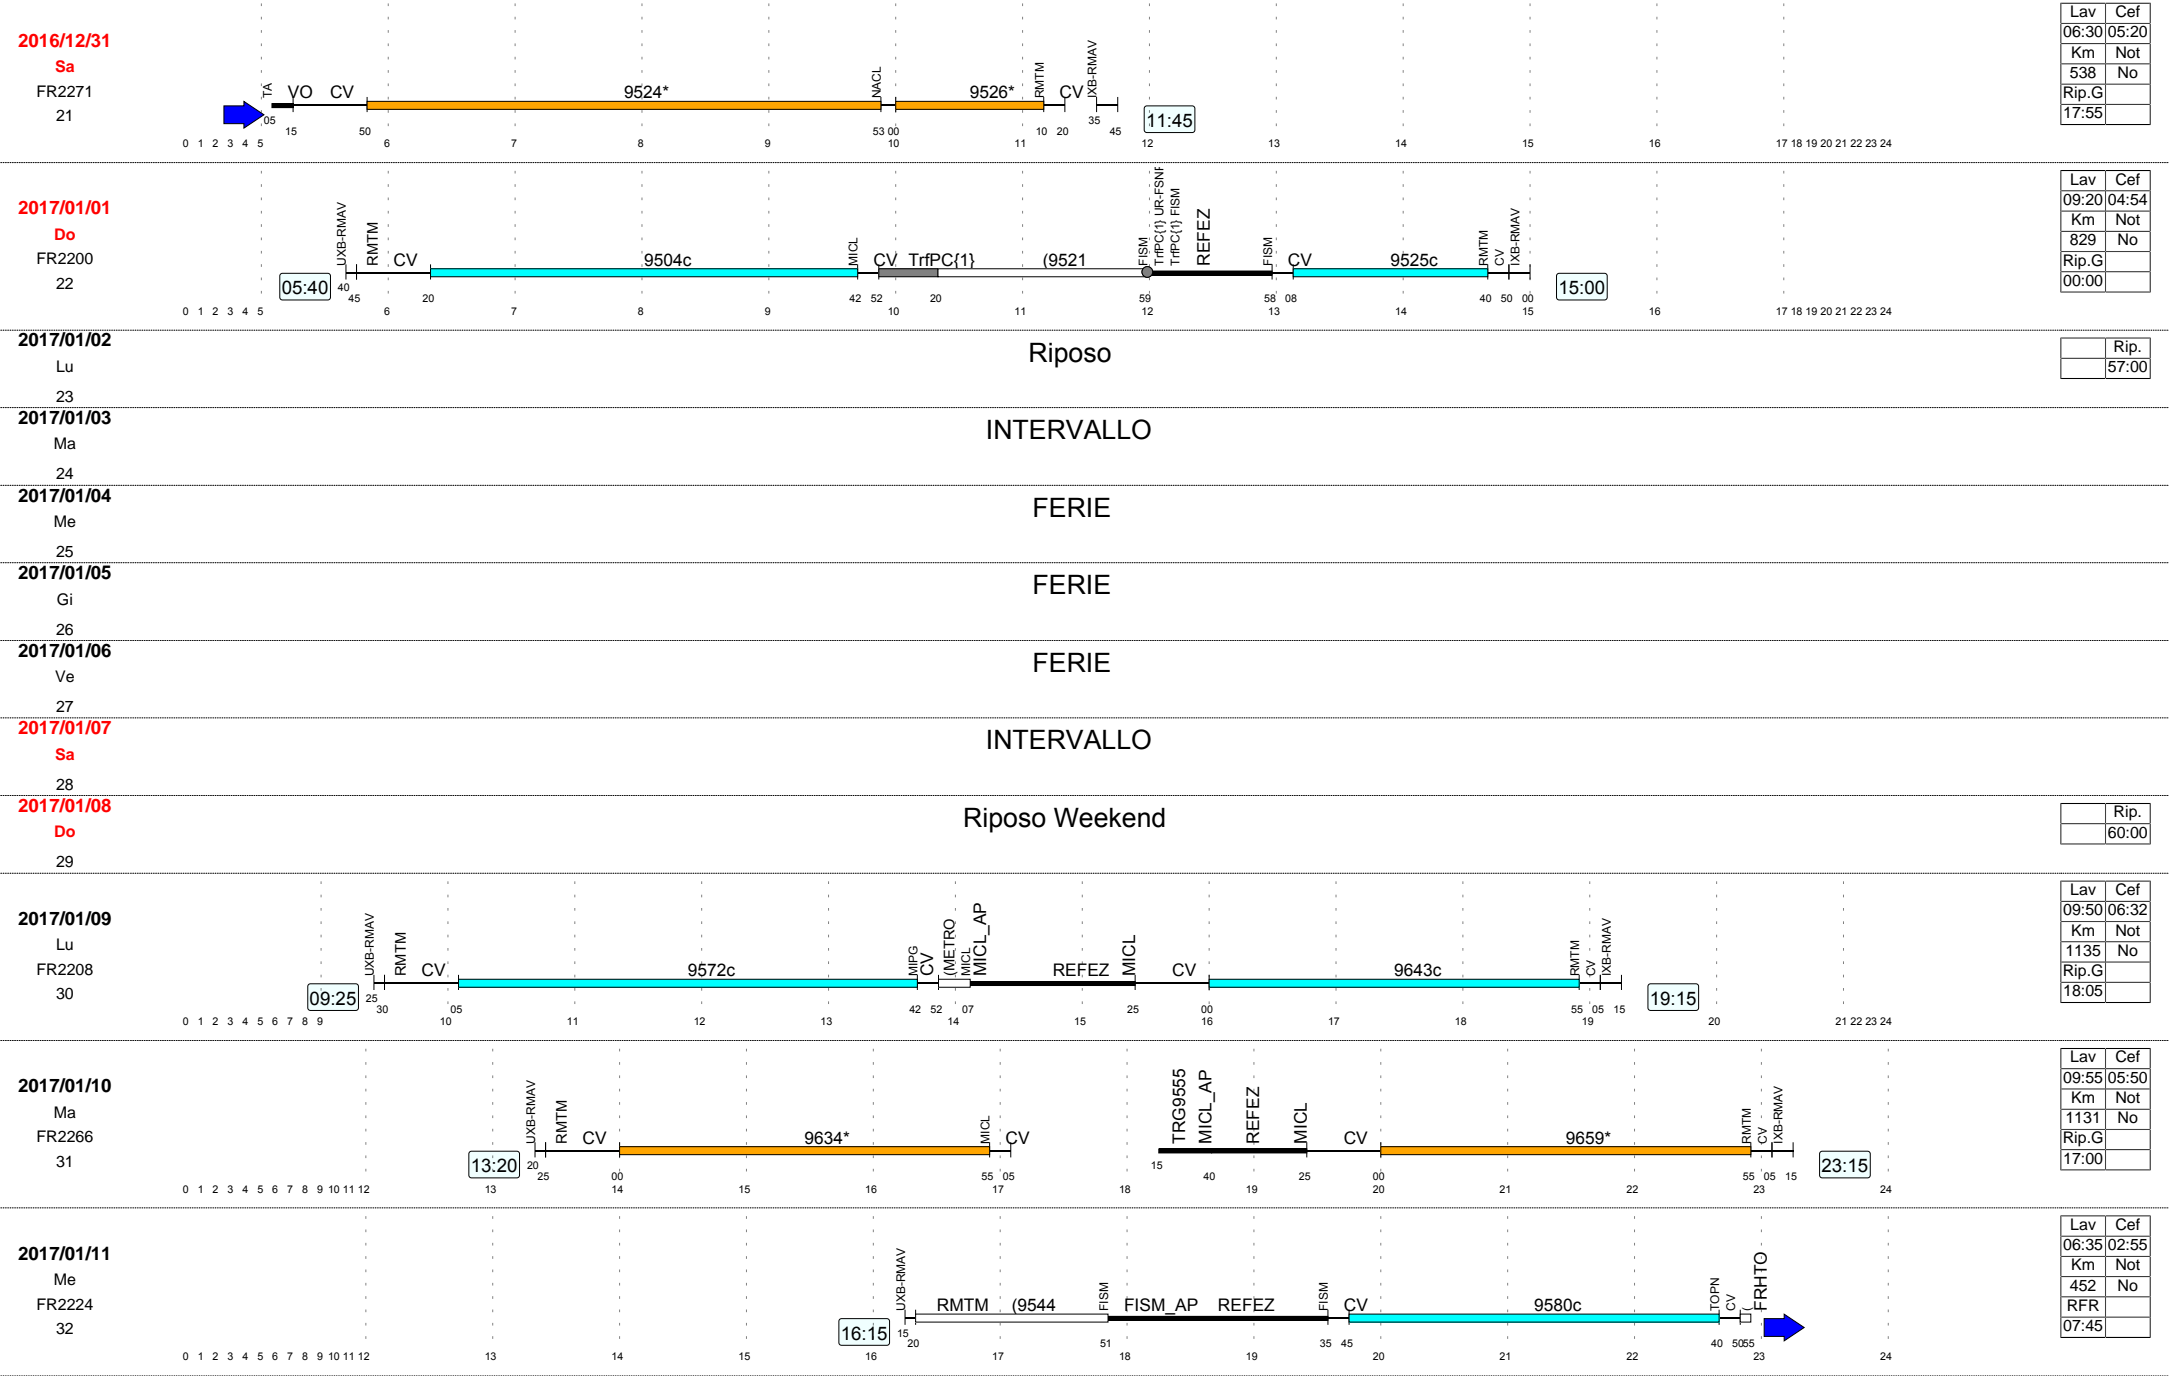 2016/12/31
Sa
FR2271
21
TA VO CV 9524* NACL 9526* RMTM CV IXB-RMAV
05 15 50 53 00 10 20 35 45
11:45
0 1 2 3 4 5 6 7 8 9 10 11 12 13 14 15 16 17 18 19 20 21 22 23 24
Lav Cef
06:30 05:20
Km Not
538 No
Rip.G
17:55
2017/01/01
Do
FR2200
22
05:40
UXB-RMAV RMTM CV 9504c MICL CV TrfPC{1} (9521 FISM TrfPC{1} UR-FSNF TrfPC{1} FISM REFEZ FISM CV 9525c RMTM CV IXB-RMAV
40 45 20 42 52 20 59 58 08 40 50 00
15:00
0 1 2 3 4 5 6 7 8 9 10 11 12 13 14 15 16 17 18 19 20 21 22 23 24
Lav Cef
09:20 04:54
Km Not
829 No
Rip.G
00:00
2017/01/02
Lu
23
Riposo
Rip.
57:00
2017/01/03
Ma
24
INTERVALLO
2017/01/04
Me
25
FERIE
2017/01/05
Gi
26
FERIE
2017/01/06
Ve
27
FERIE
2017/01/07
Sa
28
INTERVALLO
2017/01/08
Do
29
Riposo Weekend
Rip.
60:00
2017/01/09
Lu
FR2208
30
09:25
UXB-RMAV RMTM CV 9572c MIPG CV (METRO MICL MICL_AP REFEZ MICL CV 9643c RMTM CV IXB-RMAV
25 30 05 42 52 07 25 00 55 05 15
19:15
0 1 2 3 4 5 6 7 8 9 10 11 12 13 14 15 16 17 18 19 20 21 22 23 24
Lav Cef
09:50 06:32
Km Not
1135 No
Rip.G
18:05
2017/01/10
Ma
FR2266
31
13:20
UXB-RMAV RMTM CV 9634* MICL CV TRG9555 MICL_AP REFEZ MICL CV 9659* RMTM CV IXB-RMAV
20 25 00 55 05 15 40 25 00 55 05 15
23:15
0 1 2 3 4 5 6 7 8 9 10 11 12 13 14 15 16 17 18 19 20 21 22 23 24
Lav Cef
09:55 05:50
Km Not
1131 No
Rip.G
17:00
2017/01/11
Me
FR2224
32
16:15
UXB-RMAV RMTM (9544 FISM FISM_AP REFEZ FISM CV 9580c TOPN CV ( FRHTO
15 20 51 35 45 40 50 55
0 1 2 3 4 5 6 7 8 9 10 11 12 13 14 15 16 17 18 19 20 21 22 23 24
Lav Cef
06:35 02:55
Km Not
452 No
RFR
07:45